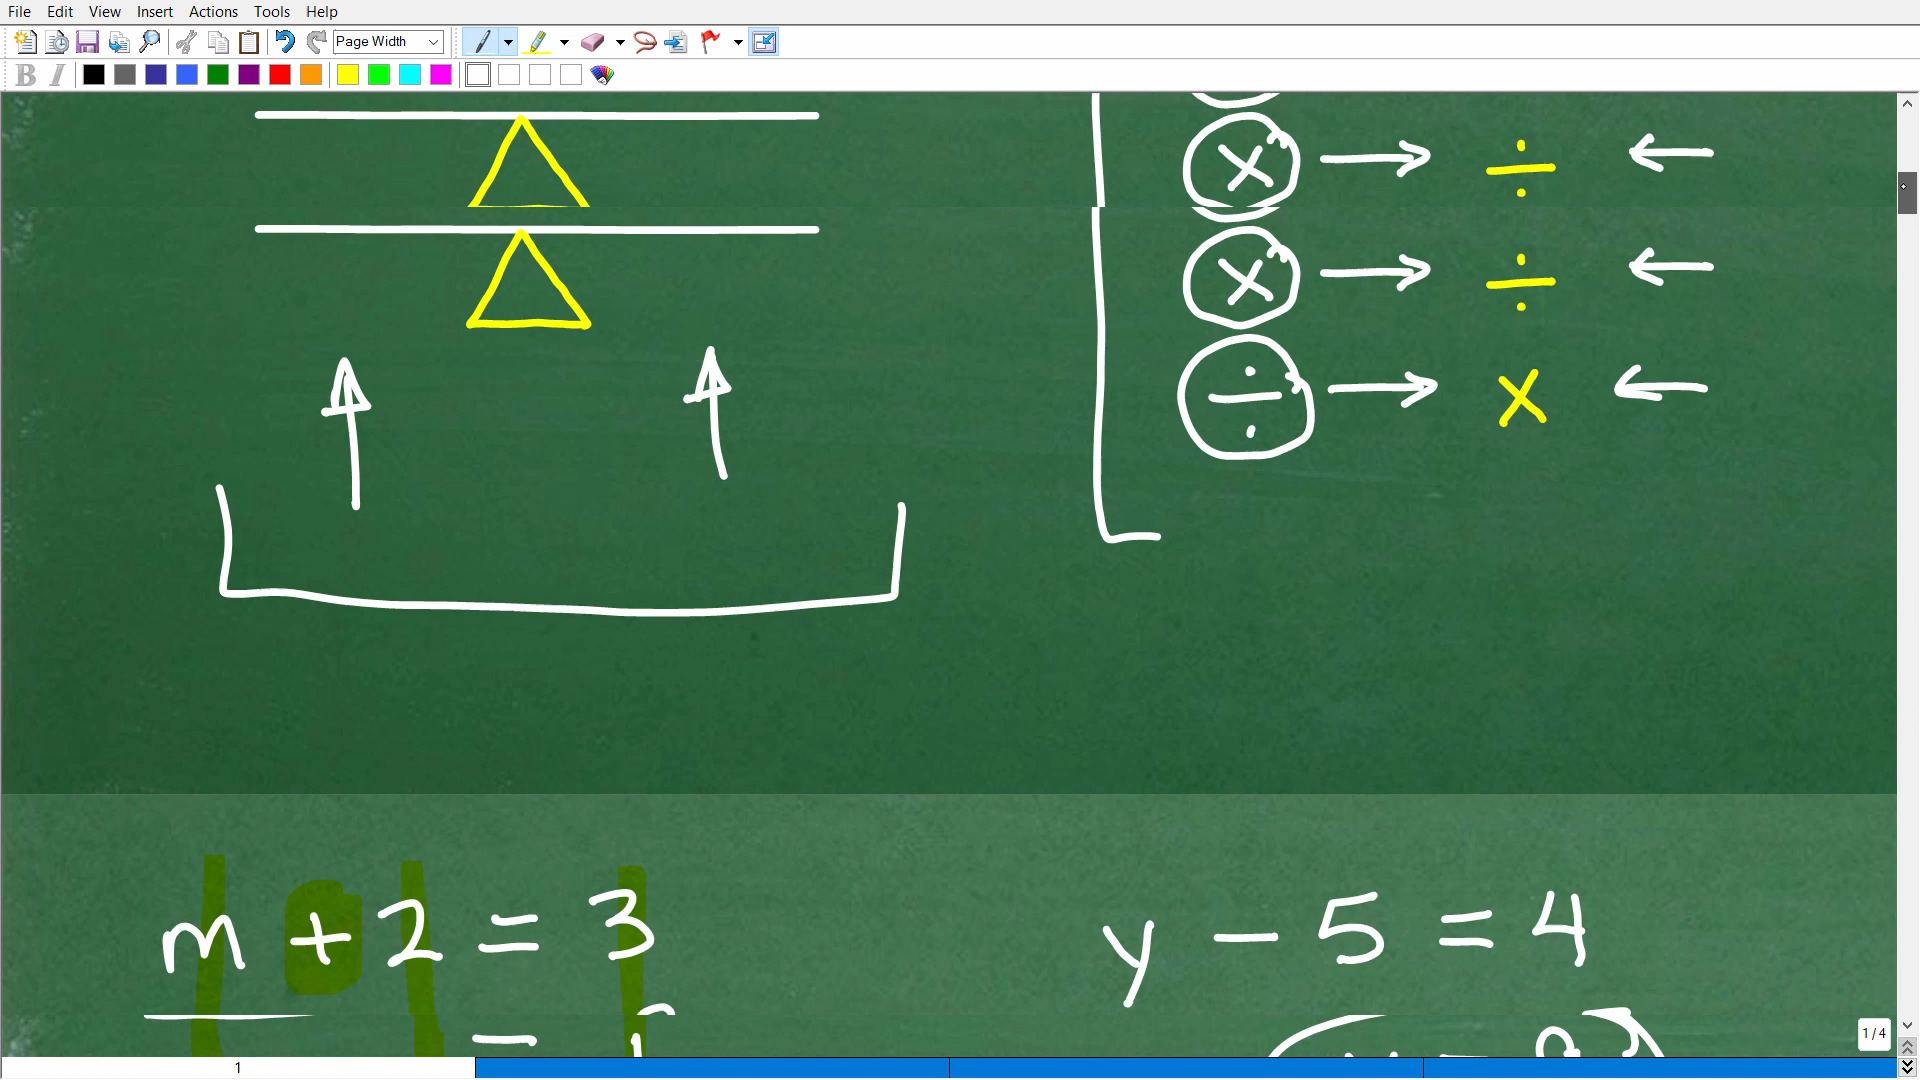 File Edit View Insert Actions Tools Help
Page Width
B I
× → ÷ ←
× → ÷ ←
÷ → × ←
m + 2 = 3
y - 5 = 4
=
1 / 4
1